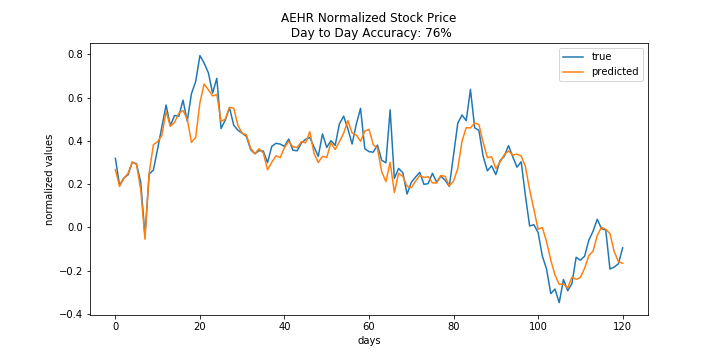 AEHR Normalized Stock Price
Day to Day Accuracy: 76%
true
predicted
normalized values
0.8
0.6
0.4
0.2
0.0
−0.2
−0.4
0
20
40
60
80
100
120
days